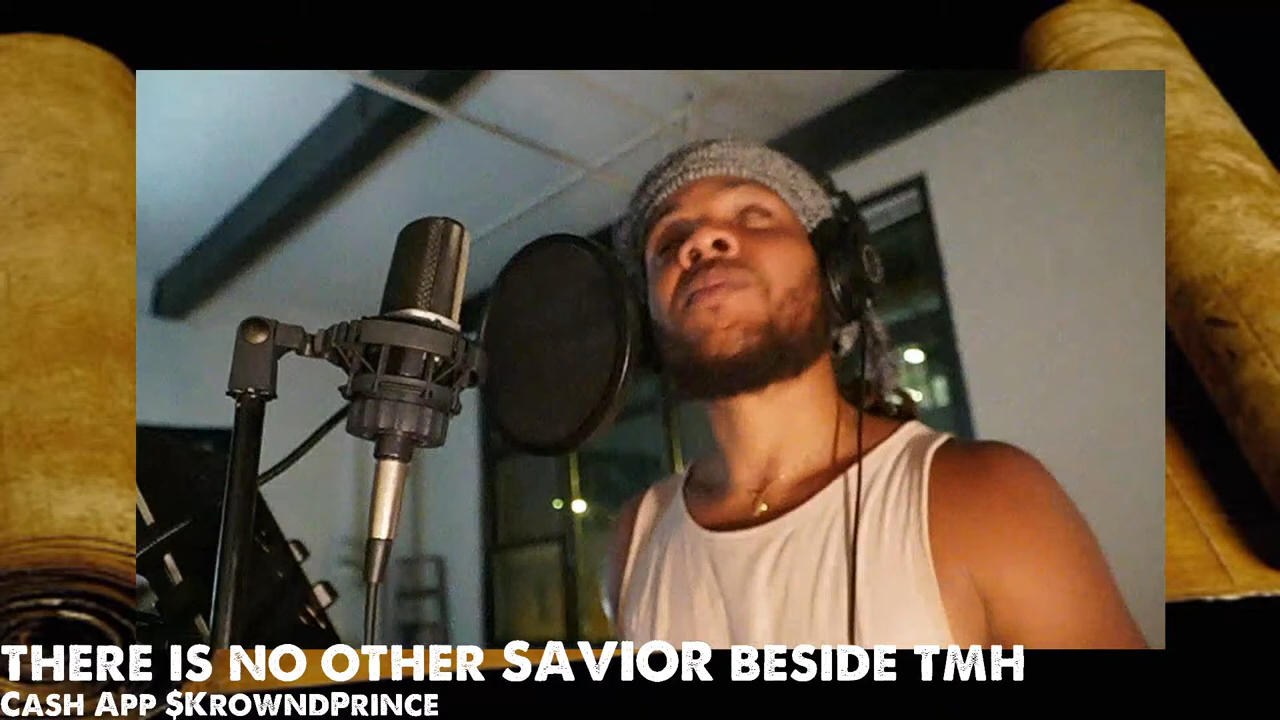 THERE IS NO OTHER SAVIOR BESIDE TMH
CASH APP $KROWNDPRINCE